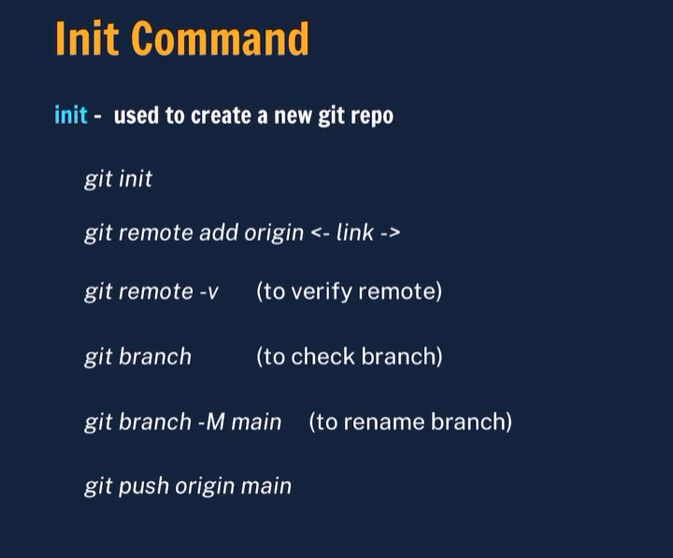 Init Command
init - used to create a new git repo
git init
git remote add origin <- link ->
git remote -v (to verify remote)
git branch (to check branch)
git branch -M main (to rename branch)
git push origin main